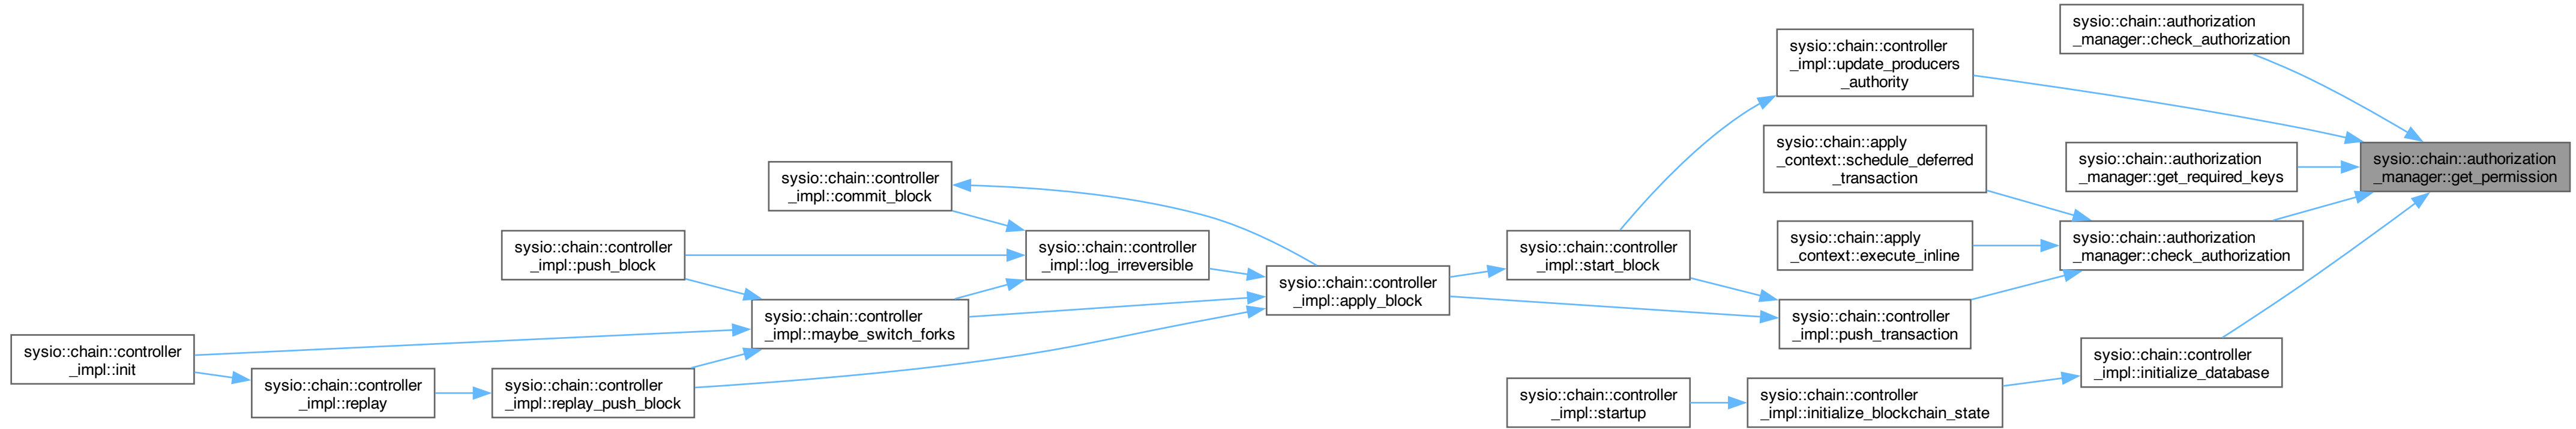 sysio::chain::controller
_impl::init
sysio::chain::controller
_impl::replay
sysio::chain::controller
_impl::push_block
sysio::chain::controller
_impl::replay_push_block
sysio::chain::controller
_impl::commit_block
sysio::chain::controller
_impl::maybe_switch_forks
sysio::chain::controller
_impl::log_irreversible
sysio::chain::controller
_impl::apply_block
sysio::chain::controller
_impl::start_block
sysio::chain::controller
_impl::startup
sysio::chain::controller
_impl::update_producers
_authority
sysio::chain::apply
_context::schedule_deferred
_transaction
sysio::chain::apply
_context::execute_inline
sysio::chain::controller
_impl::push_transaction
sysio::chain::controller
_impl::initialize_blockchain_state
sysio::chain::authorization
_manager::check_authorization
sysio::chain::authorization
_manager::get_required_keys
sysio::chain::authorization
_manager::check_authorization
sysio::chain::controller
_impl::initialize_database
sysio::chain::authorization
_manager::get_permission